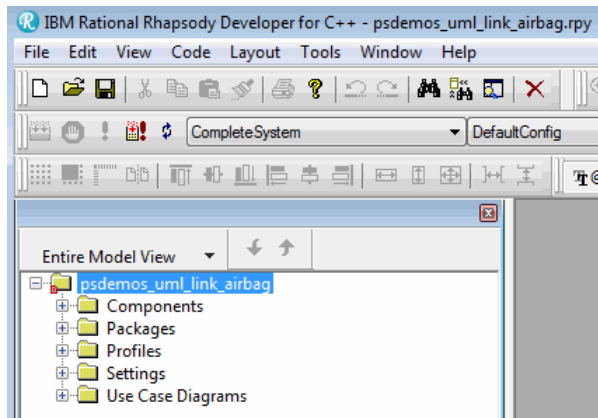 IBM Rational Rhapsody Developer for C++ - psdemos_uml_link_airbag.rpy
File Edit View Code Layout Tools Window Help
CompleteSystem DefaultConfig
Entire Model View
psdemos_uml_link_airbag
Components
Packages
Profiles
Settings
Use Case Diagrams